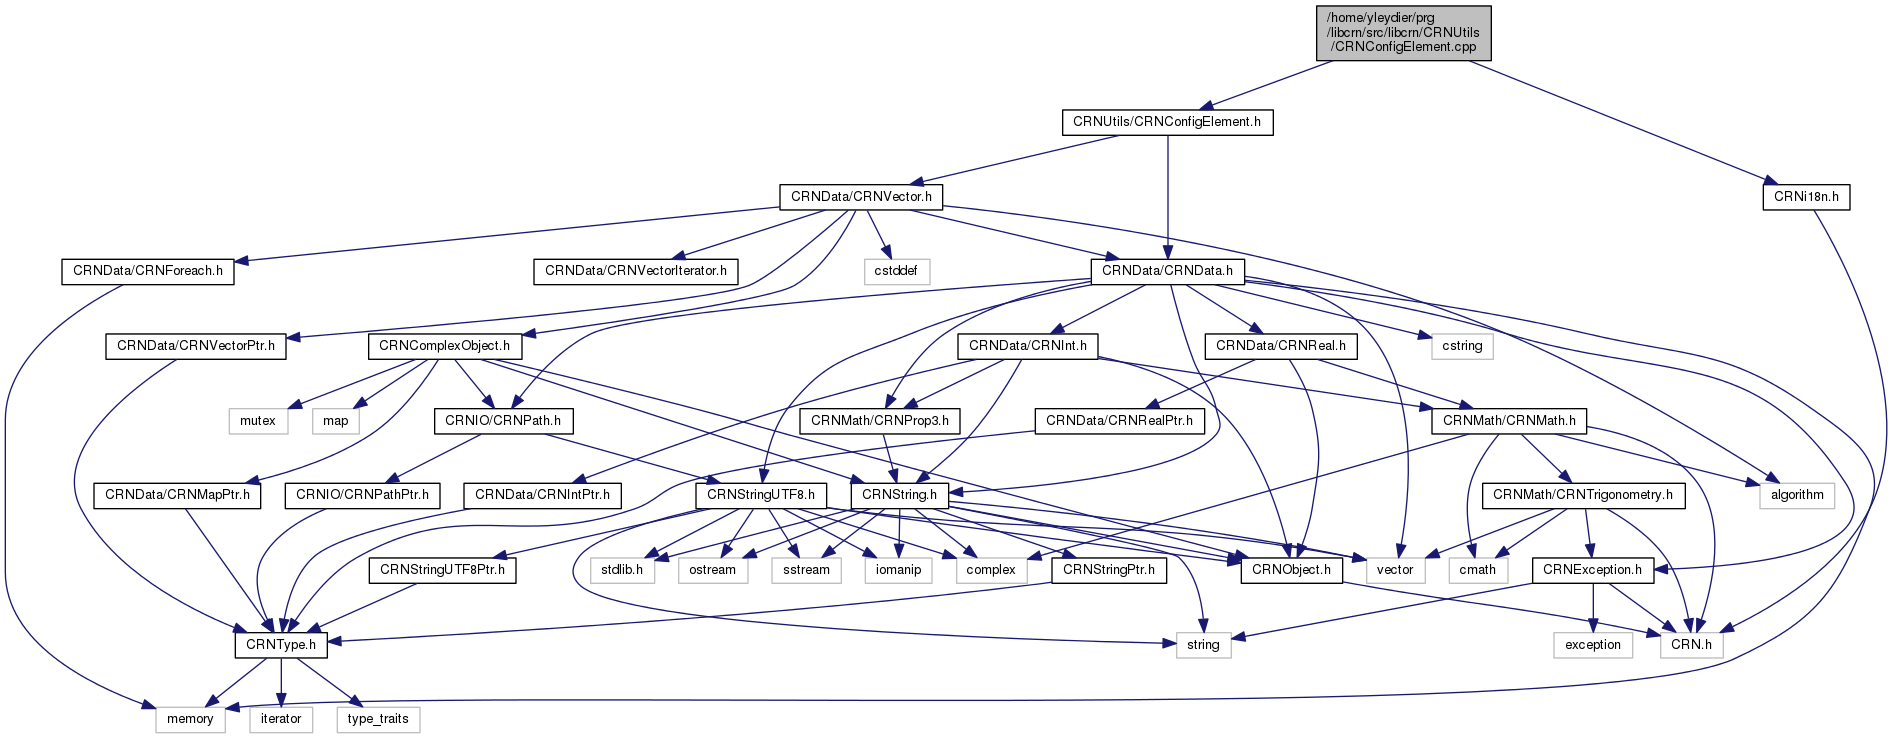 /home/yleydier/prg
/libcrn/src/libcrn/CRNUtils
/CRNConfigElement.cpp
CRNUtils/CRNConfigElement.h
CRNData/CRNVector.h
CRNi18n.h
CRNData/CRNForeach.h
CRNData/CRNVectorIterator.h
cstddef
CRNData/CRNData.h
CRNData/CRNVectorPtr.h
CRNComplexObject.h
CRNData/CRNInt.h
CRNData/CRNReal.h
cstring
mutex
map
CRNIO/CRNPath.h
CRNMath/CRNProp3.h
CRNData/CRNRealPtr.h
CRNMath/CRNMath.h
CRNData/CRNMapPtr.h
CRNIO/CRNPathPtr.h
CRNData/CRNIntPtr.h
CRNStringUTF8.h
CRNString.h
CRNMath/CRNTrigonometry.h
algorithm
CRNStringUTF8Ptr.h
stdlib.h
ostream
sstream
iomanip
complex
CRNStringPtr.h
CRNObject.h
vector
cmath
CRNException.h
CRNType.h
string
exception
CRN.h
memory
iterator
type_traits